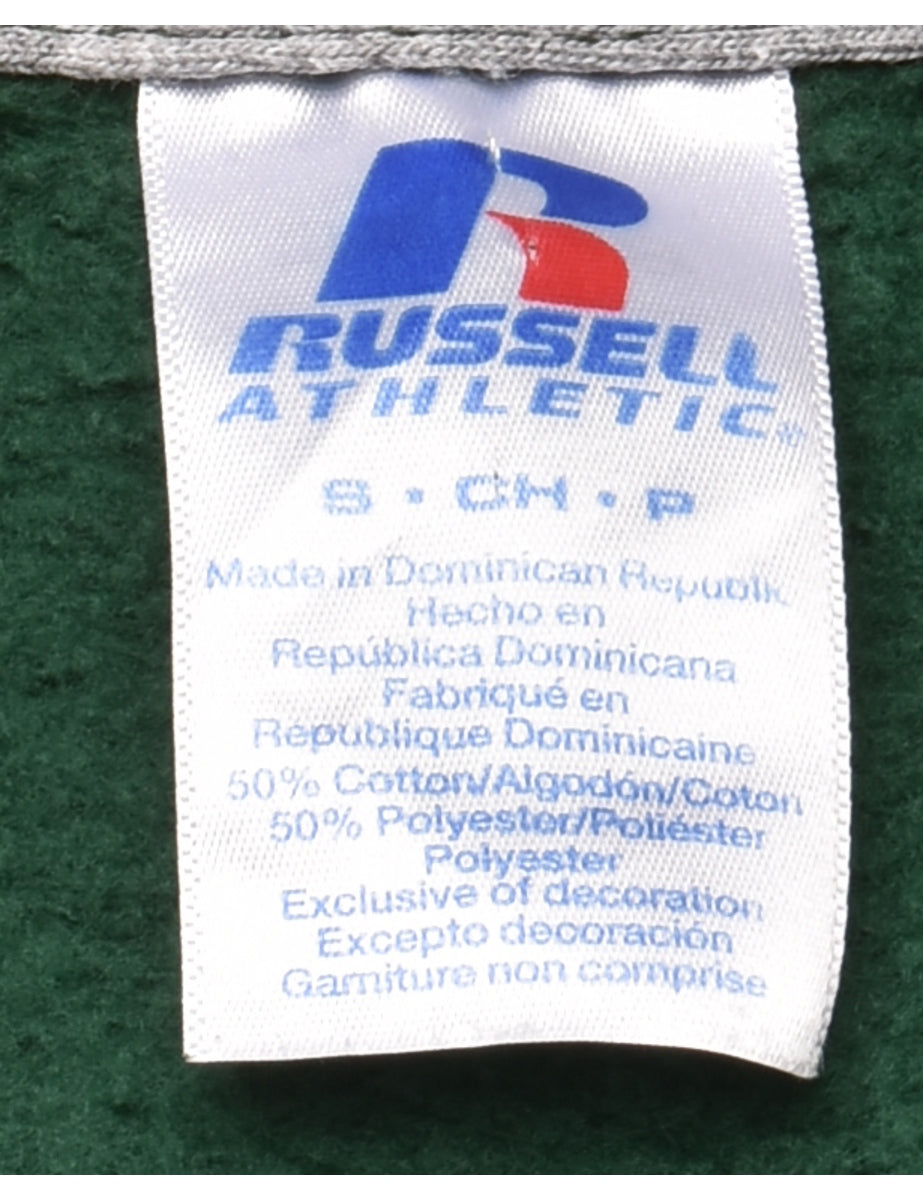 RUSSELL
ATHLETIC®
S • CH • P
Made in Dominican Republic
Hecho en
República Dominicana
Fabriqué en
République Dominicaine
50% Cotton/Algodón/Coton
50% Polyester/Poliéster
Polyester
Exclusive of decoration
Excepto decoración
Garniture non comprise